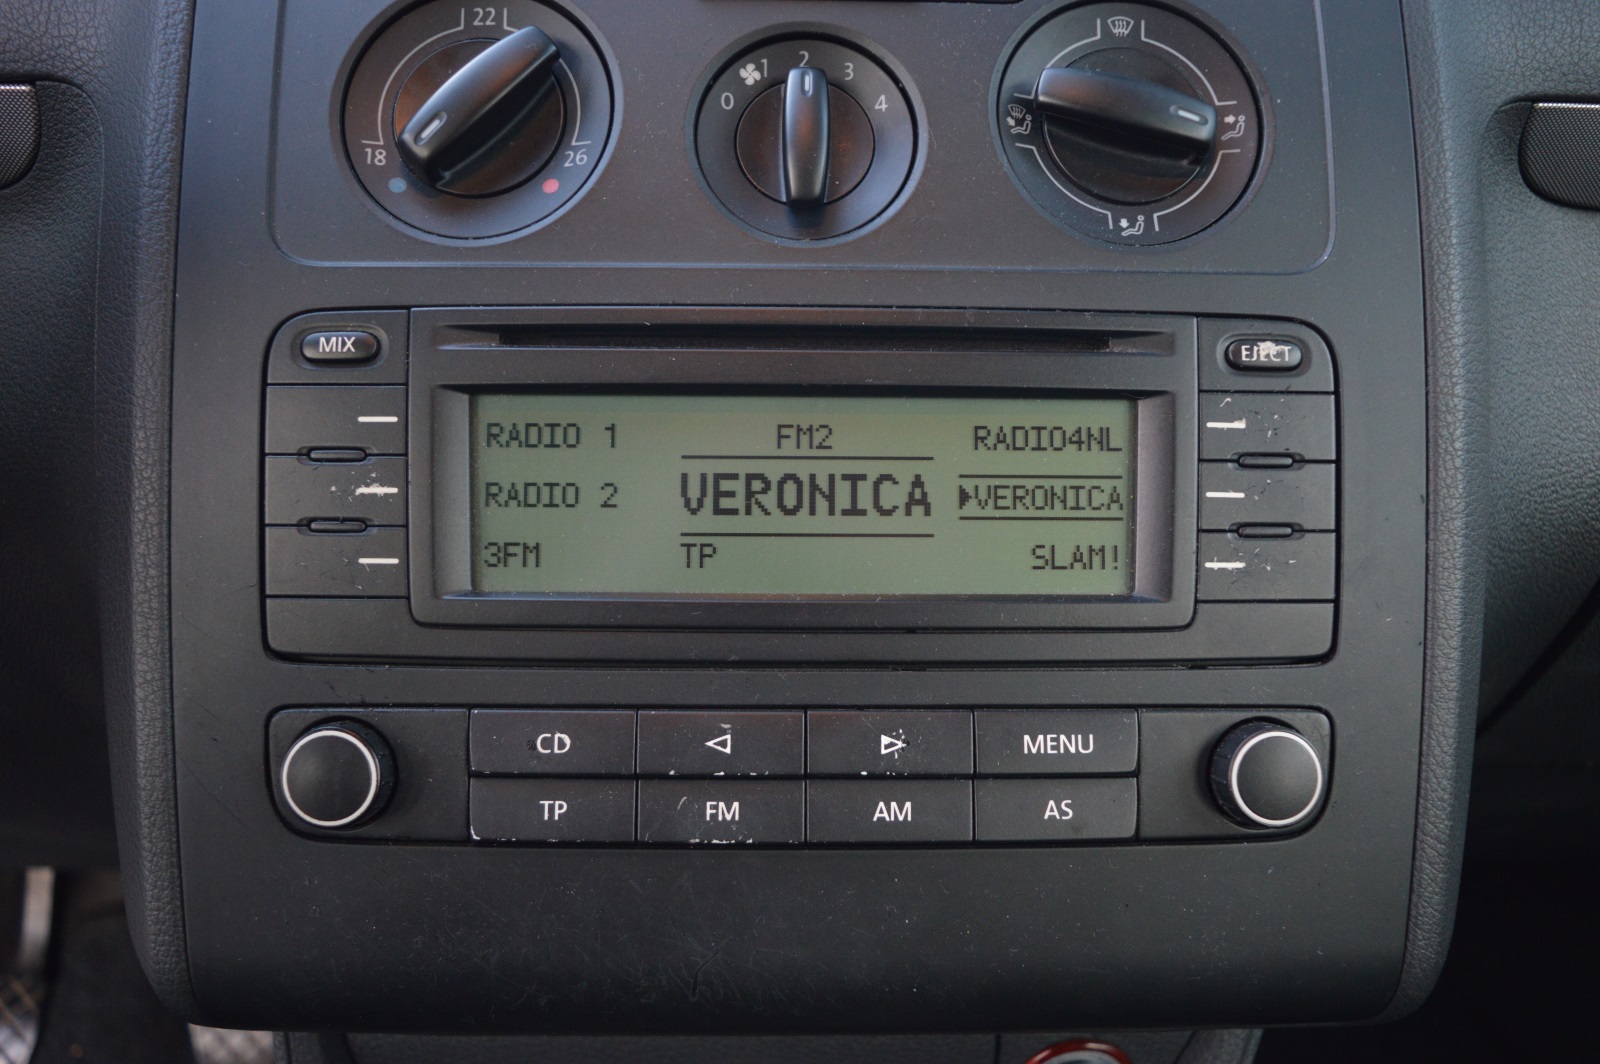 22
18
26
0
1
2
3
4
MIX
EJECT
RADIO 1
FM2
RADIO4NL
RADIO 2
VERONICA
▶VERONICA
3FM
TP
SLAM!
CD
MENU
TP
FM
AM
AS